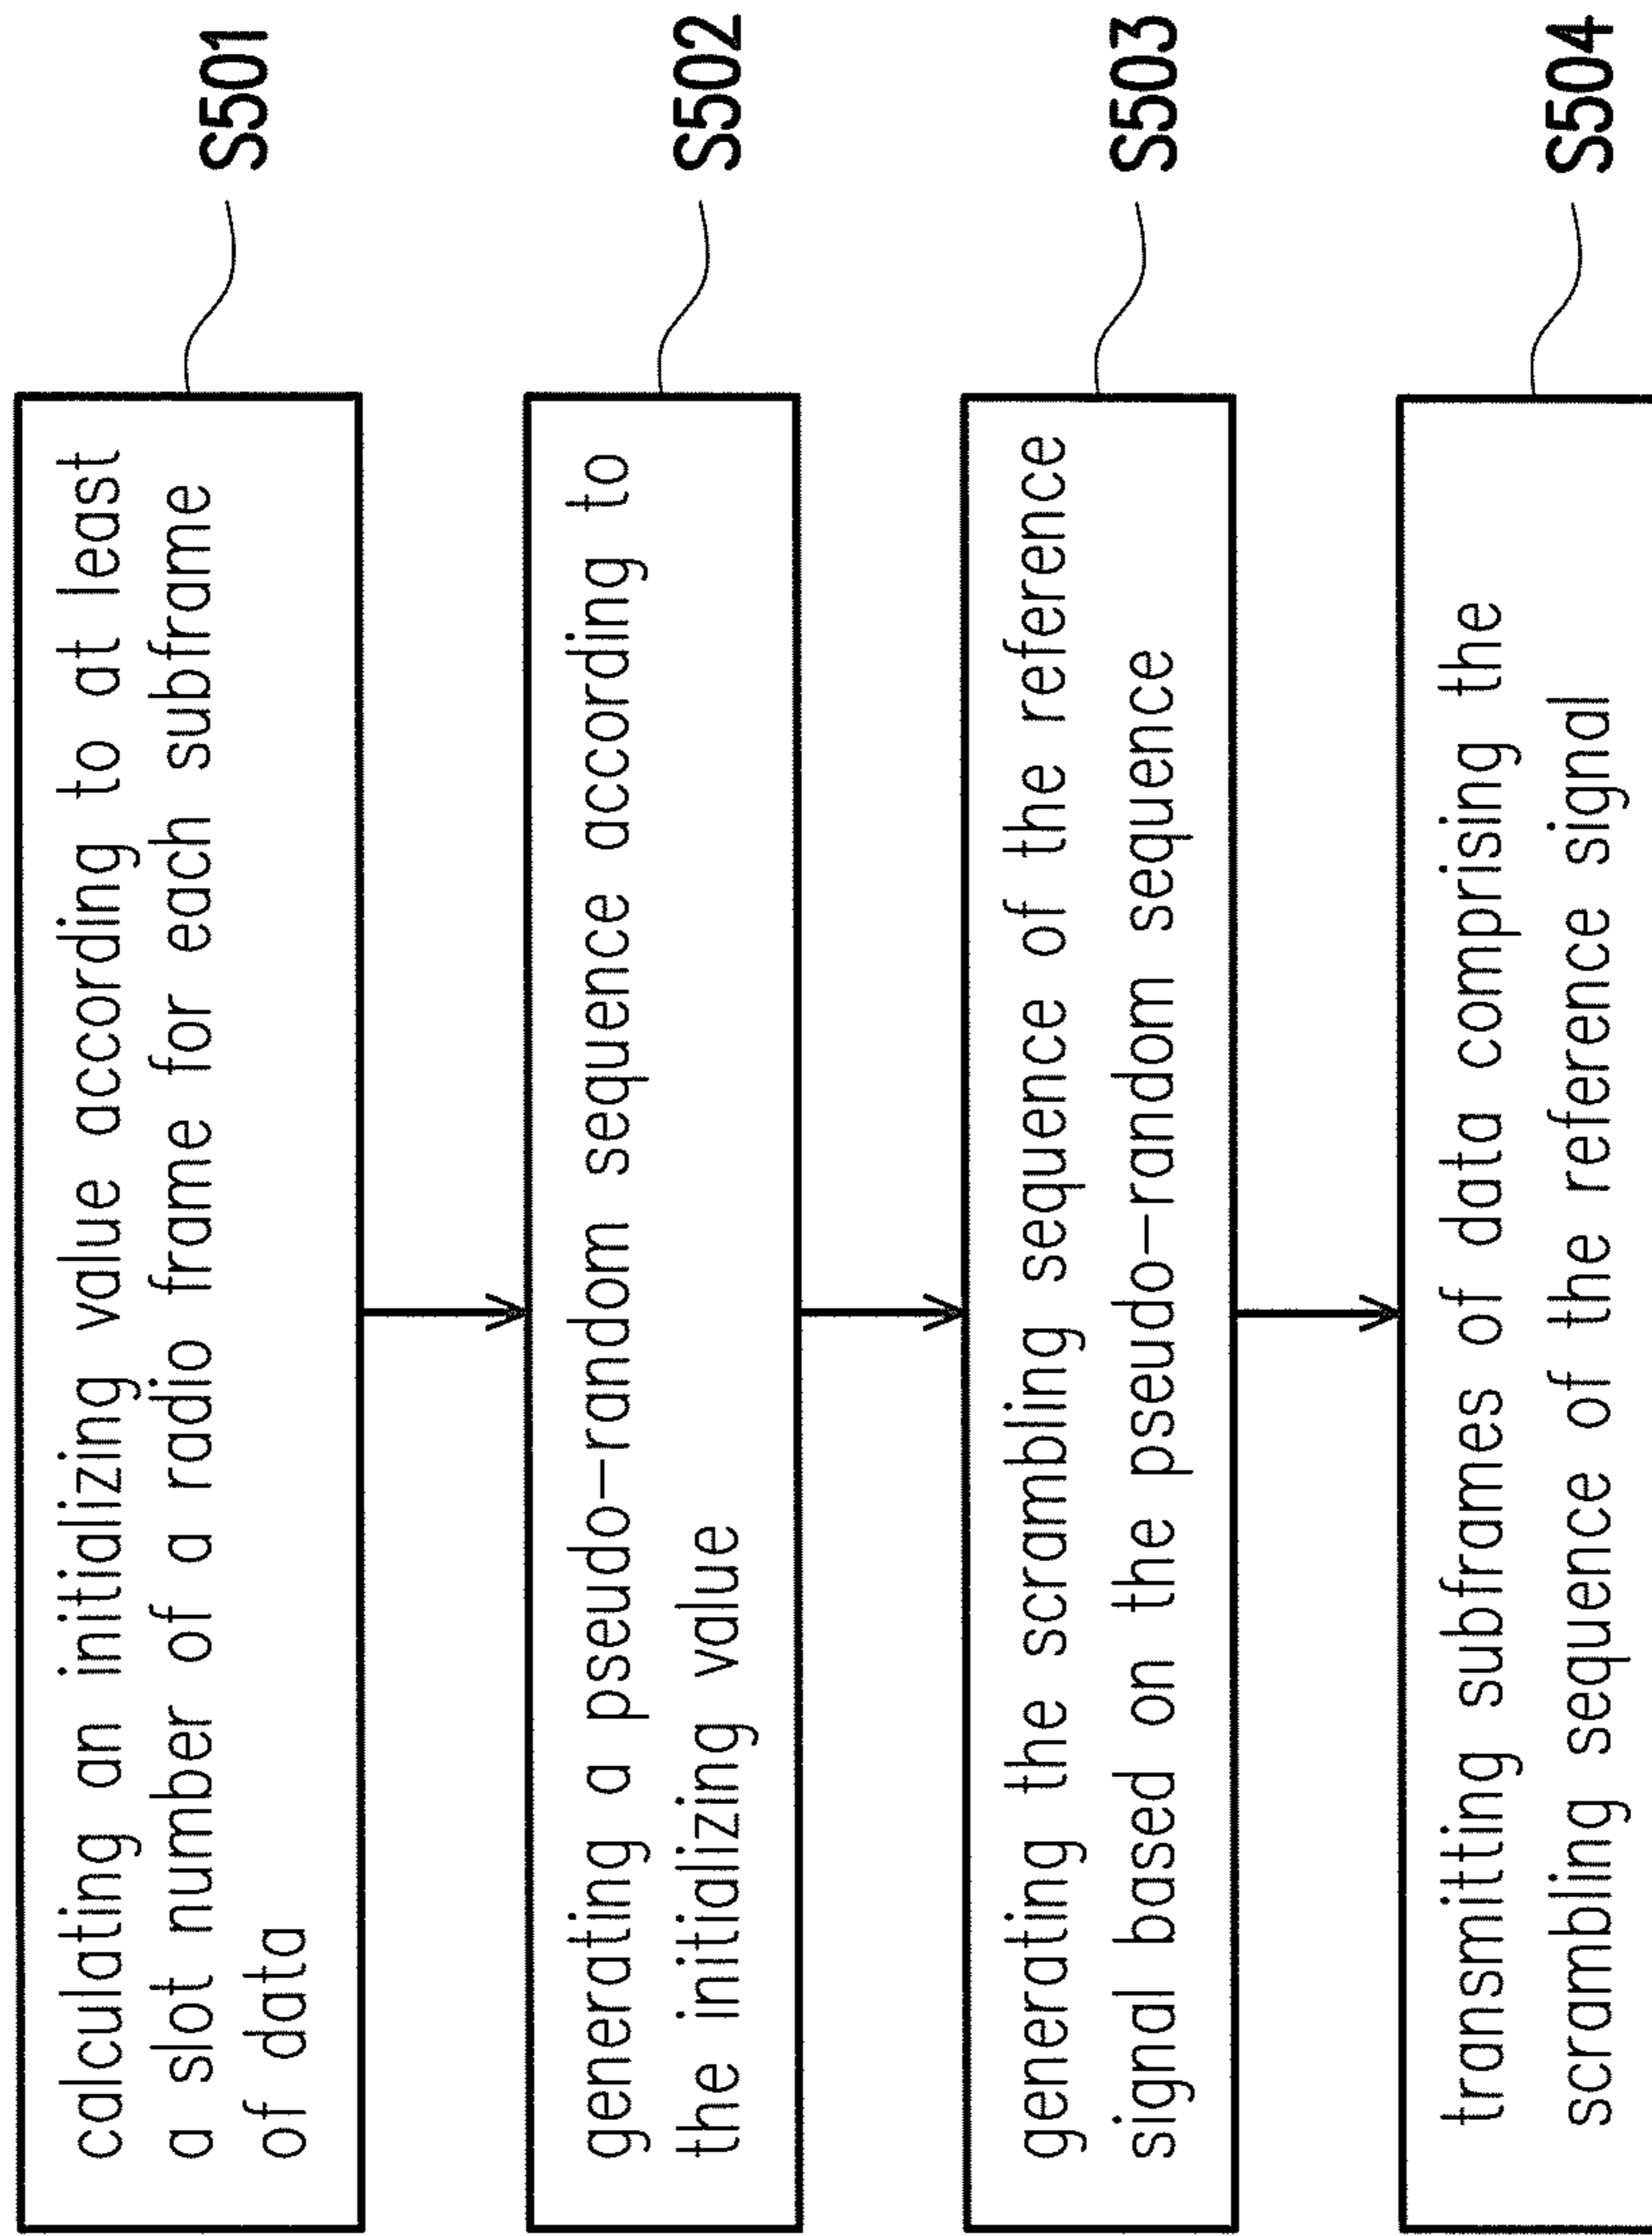 calculating an initializing value according to at least
a slot number of a radio frame for each subframe
of data
S501
generating a pseudo-random sequence according to
the initializing value
S502
generating the scrambling sequence of the reference
signal based on the pseudo-random sequence
S503
transmitting subframes of data comprising the
scrambling sequence of the reference signal
S504